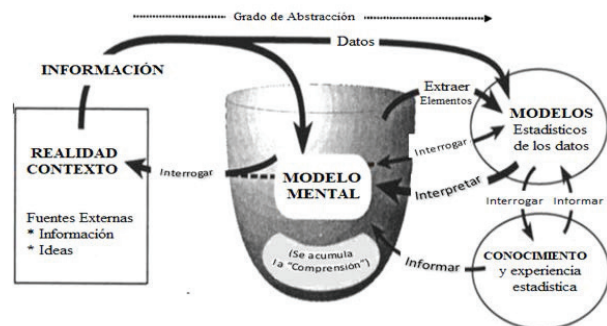 Grado de Abstracción
Datos
INFORMACIÓN
Extraer
Elementos
MODELOS
Estadísticos
de los datos
REALIDAD
CONTEXTO
Interrogar
MODELO
MENTAL
Interrogar
Interpretar
Fuentes Externas
* Información
* Ideas
Interrogar
Informar
(Se acumula
la "Comprensión")
Informar
CONOCIMIENTO
y experiencia
estadística